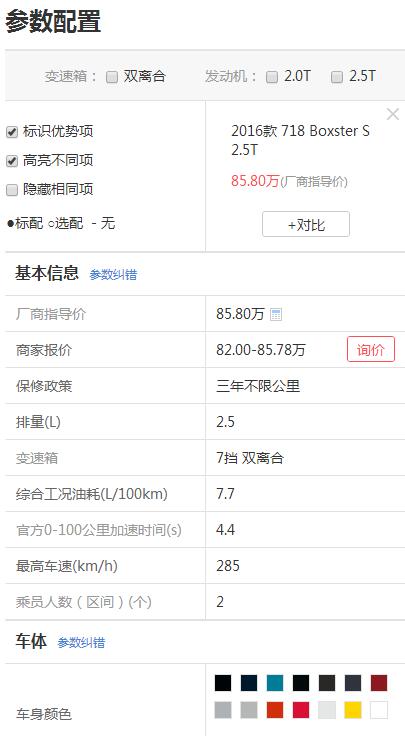 参数配置
变速箱： 双离合 发动机： 2.0T 2.5T
标识优势项
高亮不同项
隐藏相同项
●标配 ○选配 - 无
2016款 718 Boxster S
2.5T
85.80万(厂商指导价)
+对比
基本信息 参数纠错
厂商指导价 85.80万
商家报价 82.00-85.78万 询价
保修政策 三年不限公里
排量(L) 2.5
变速箱 7挡 双离合
综合工况油耗(L/100km) 7.7
官方0-100公里加速时间(s) 4.4
最高车速(km/h) 285
乘员人数（区间）(个) 2
车体 参数纠错
车身颜色